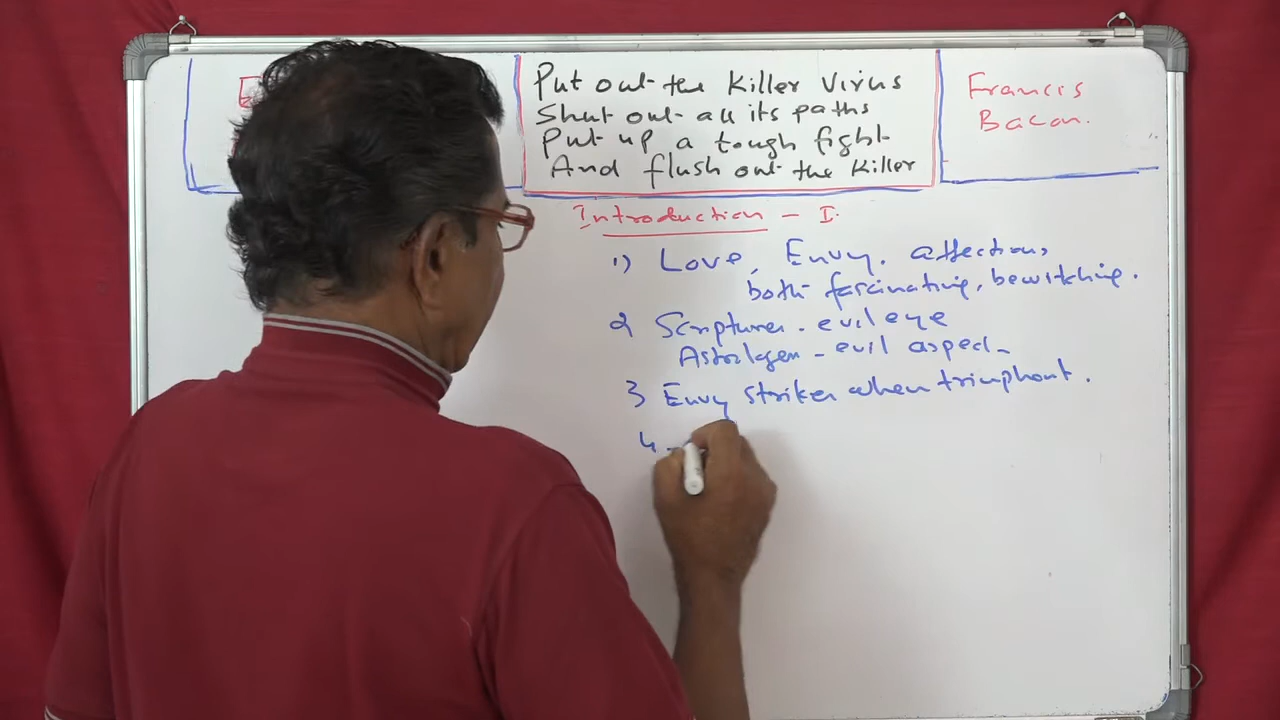 Put out the Killer Virus
Shut out all its paths
Put up a tough fight
And flush out the Killer
Francis
Bacon.
Introduction - I.
1) Love, Envy. affections,
both fascinating, bewitching.
2 Scriptures. evil eye
Astrologers - evil aspect
3 Envy strikes when triumphant.
4